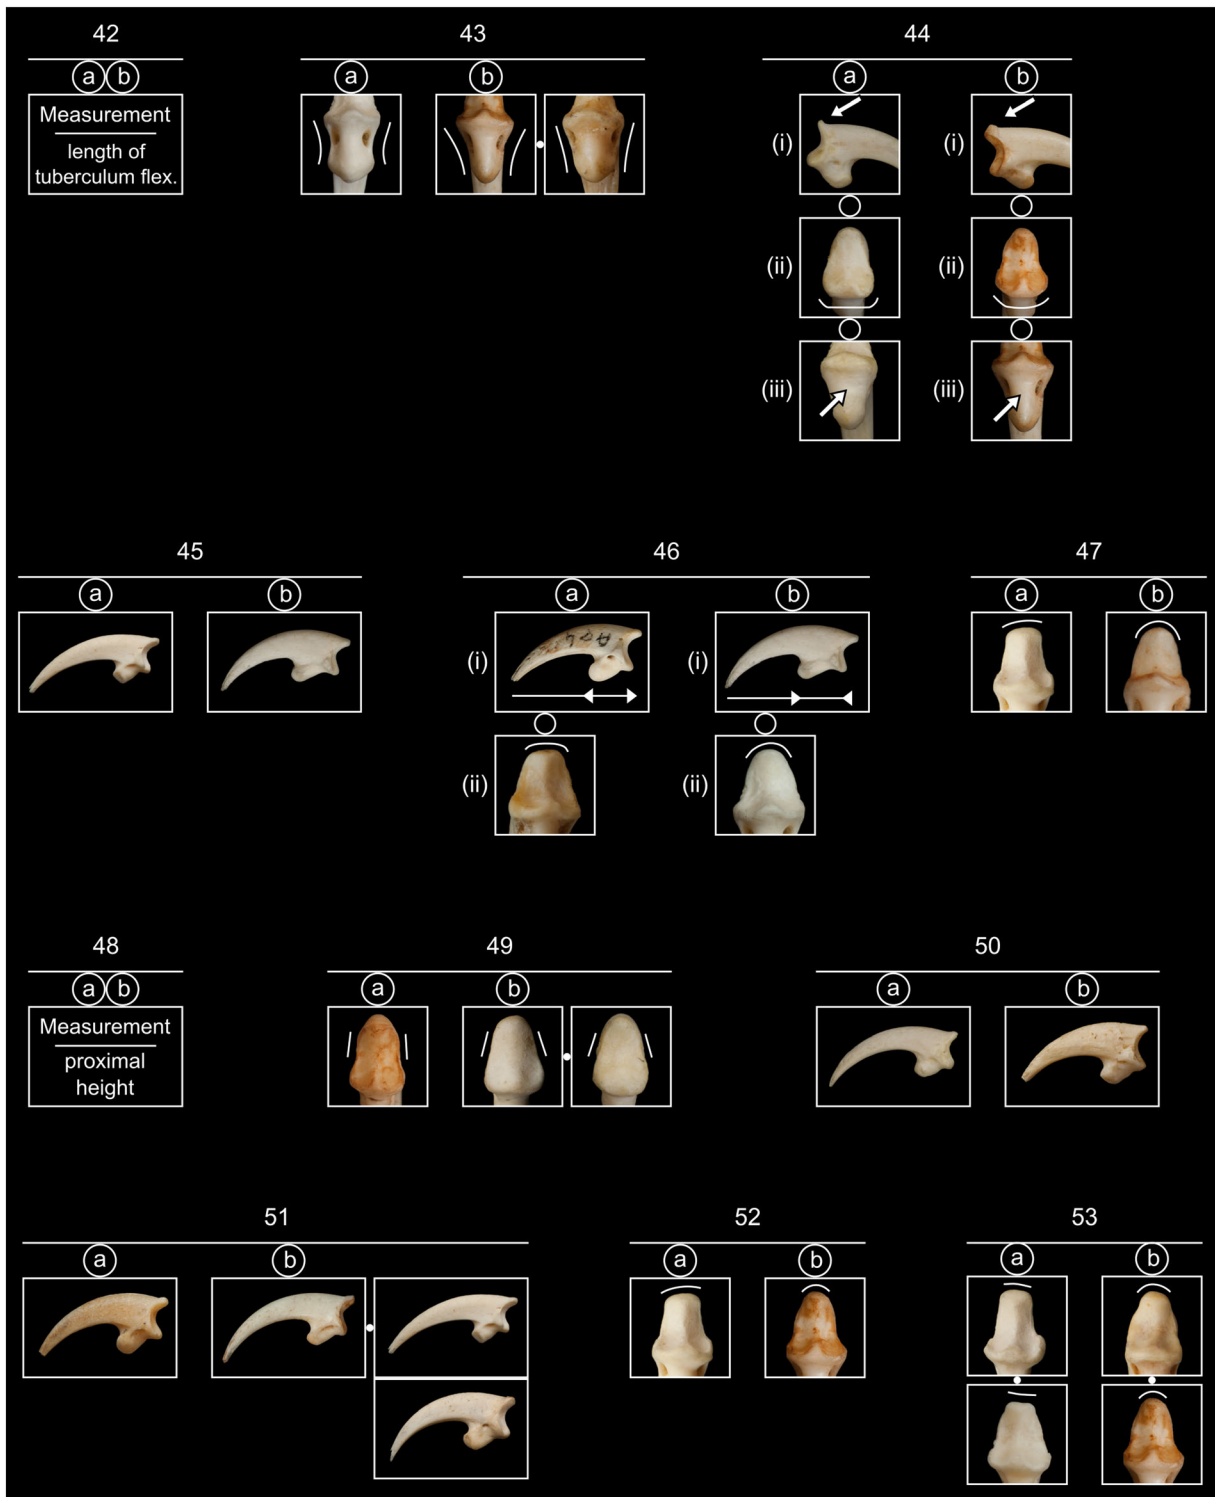 42 43 44
a b a b a b
Measurement
length of
tuberculum flex.
(i) (i)
(ii) (ii)
(iii) (iii)
45 46 47
a b a b a b
(i) (i)
(ii) (ii)
48 49 50
a b a b a b
Measurement
proximal
height
51 52 53
a b a b a b